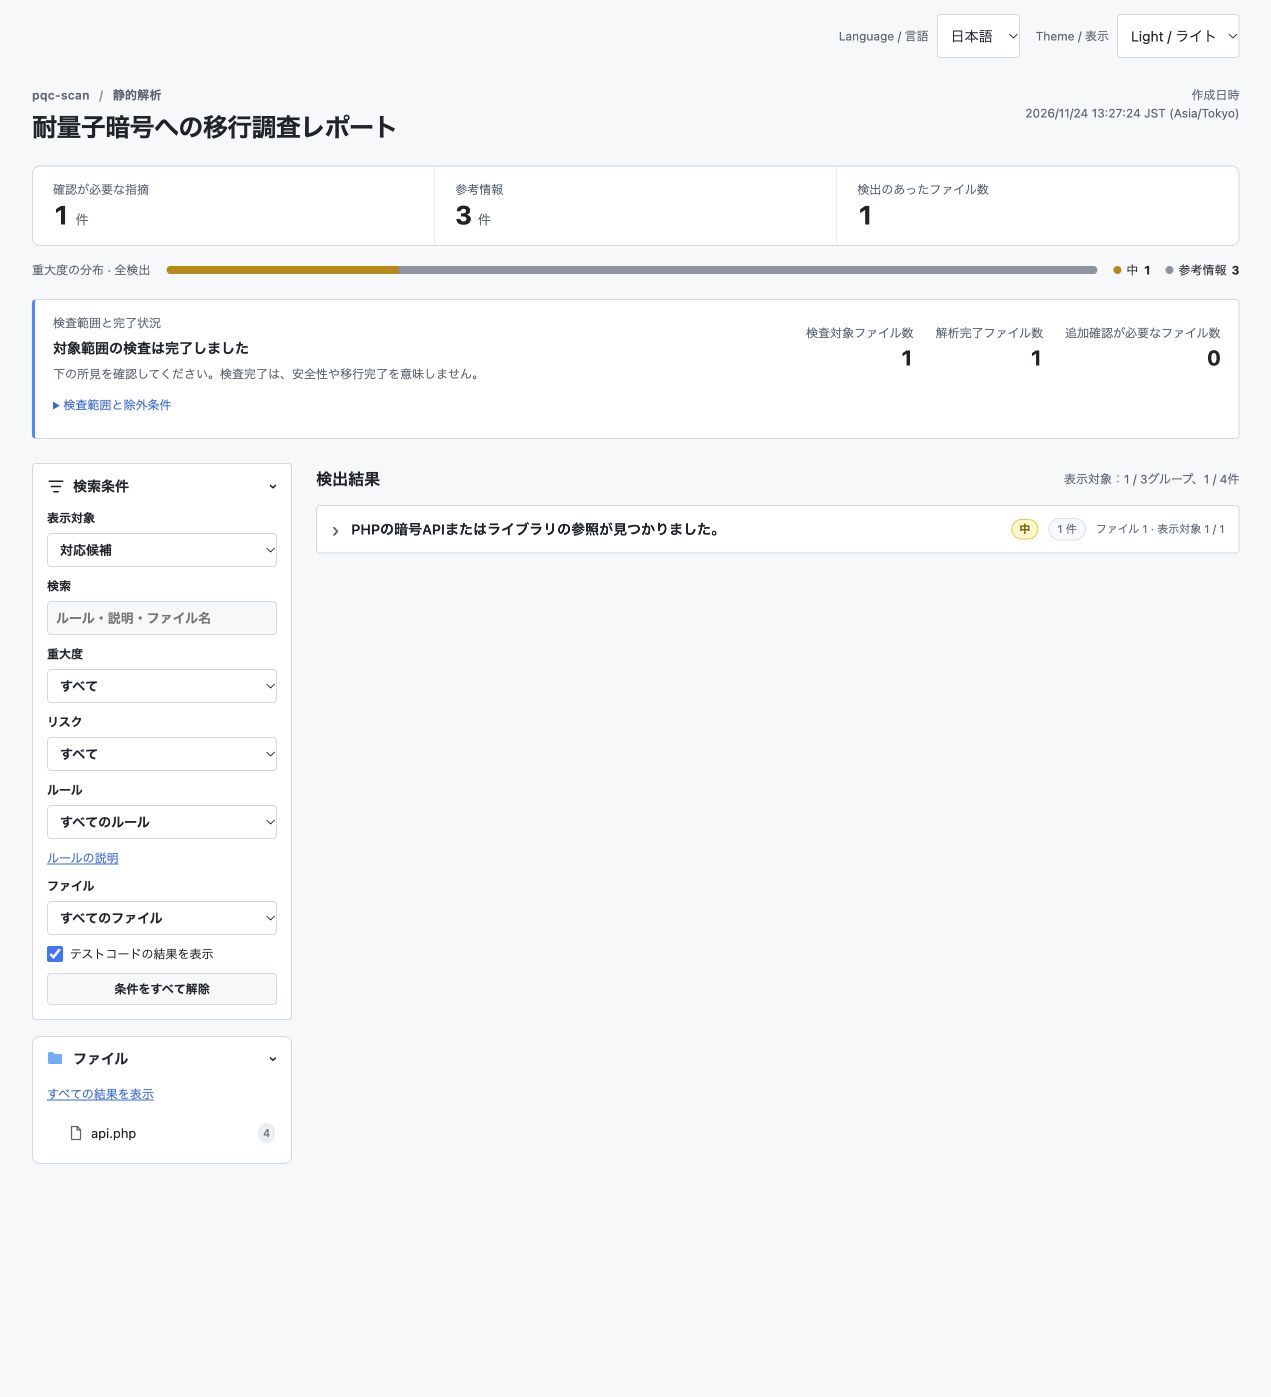 Language / 言語 日本語 Theme / 表示 Light / ライト
pqc-scan / 静的解析
耐量子暗号への移行調査レポート
作成日時
2026/11/24 13:27:24 JST (Asia/Tokyo)
確認が必要な指摘
1 件
参考情報
3 件
検出のあったファイル数
1
重大度の分布 · 全検出 中 1 参考情報 3
検査範囲と完了状況
対象範囲の検査は完了しました
下の所見を確認してください。検査完了は、安全性や移行完了を意味しません。
検査範囲と除外条件
検査対象ファイル数
1
解析完了ファイル数
1
追加確認が必要なファイル数
0
検索条件
表示対象
対応候補
検索
ルール・説明・ファイル名
重大度
すべて
リスク
すべて
ルール
すべてのルール
ルールの説明
ファイル
すべてのファイル
テストコードの結果を表示
条件をすべて解除
ファイル
すべての結果を表示
api.php 4
検出結果
表示対象：1 / 3グループ、1 / 4件
PHPの暗号APIまたはライブラリの参照が見つかりました。 中 1 件 ファイル 1 · 表示対象 1 / 1